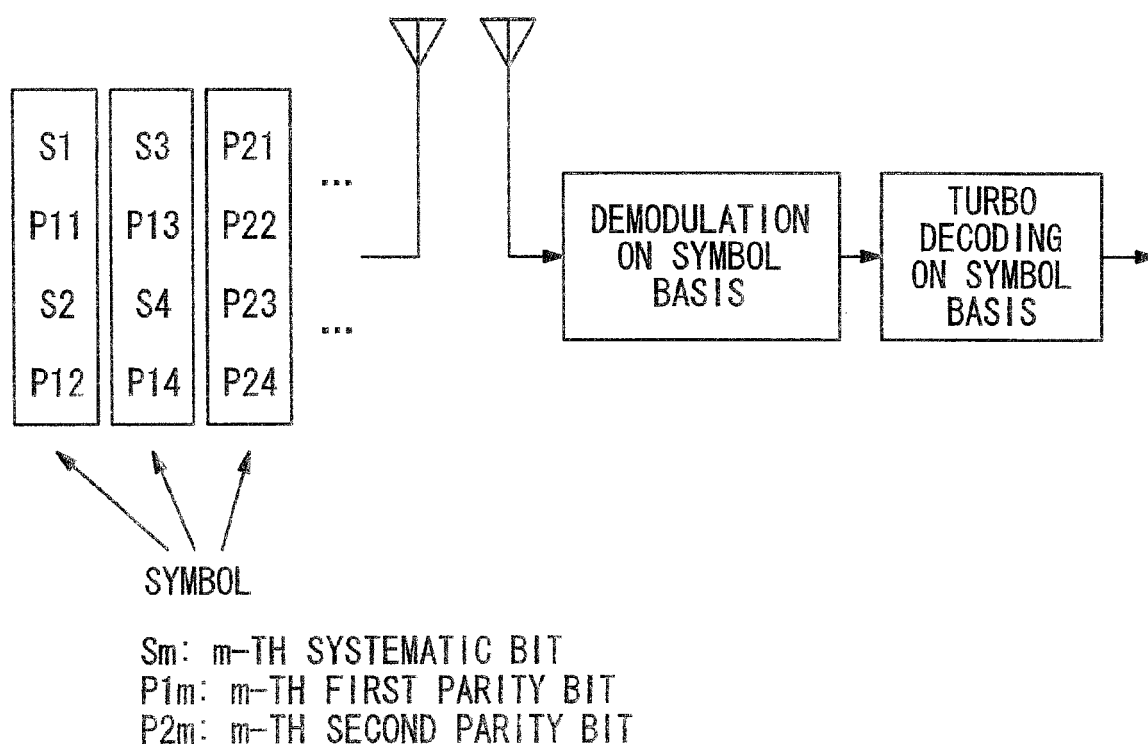 S1 S3 P21
P11 P13 P22
S2 S4 P23
P12 P14 P24
...
...
DEMODULATION
ON SYMBOL
BASIS
TURBO
DECODING
ON SYMBOL
BASIS
SYMBOL
Sm: m-TH SYSTEMATIC BIT
P1m: m-TH FIRST PARITY BIT
P2m: m-TH SECOND PARITY BIT